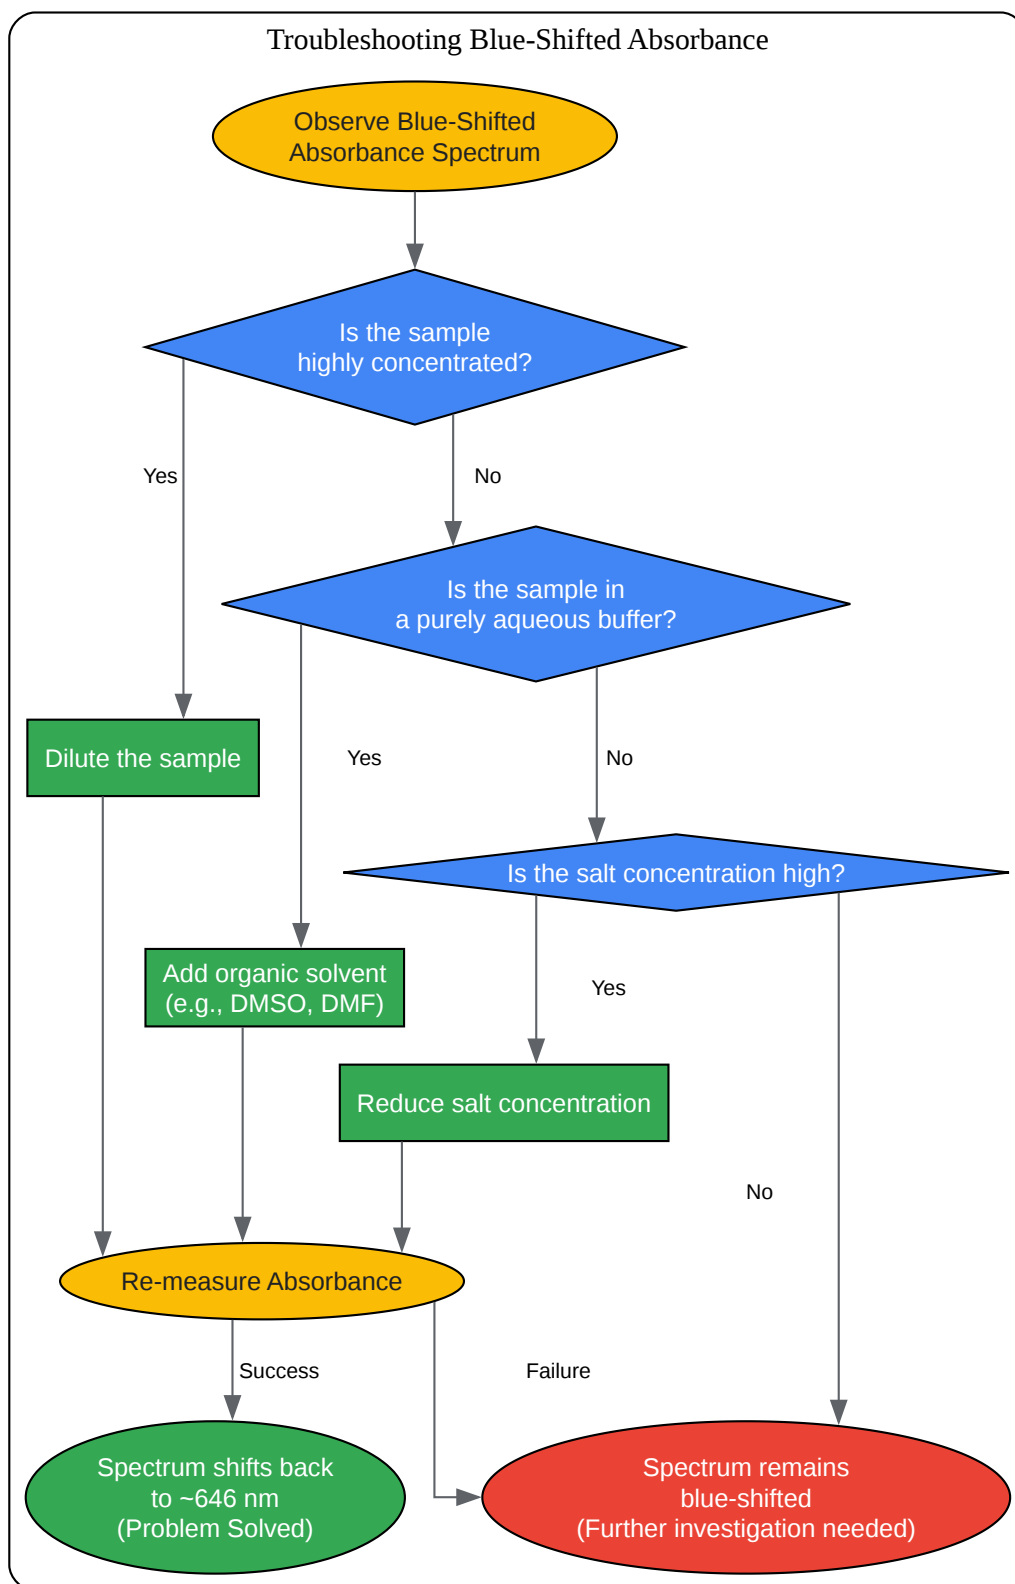 Troubleshooting Blue-Shifted Absorbance
Observe Blue-Shifted
Absorbance Spectrum
Is the sample
highly concentrated?
Yes
No
Is the sample in
a purely aqueous buffer?
Dilute the sample
Yes
No
Is the salt concentration high?
Add organic solvent
(e.g., DMSO, DMF)
Yes
Reduce salt concentration
No
Re-measure Absorbance
Success
Failure
Spectrum shifts back
to ~646 nm
(Problem Solved)
Spectrum remains
blue-shifted
(Further investigation needed)